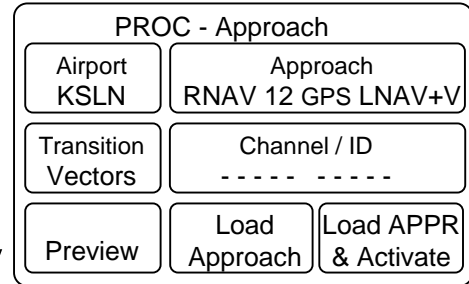 PROC - Approach
Airport
KSLN
Approach
RNAV 12 GPS LNAV+V
Transition
Vectors
Channel / ID
- - - - - - - - - -
Preview
Load
Approach
Load APPR
& Activate